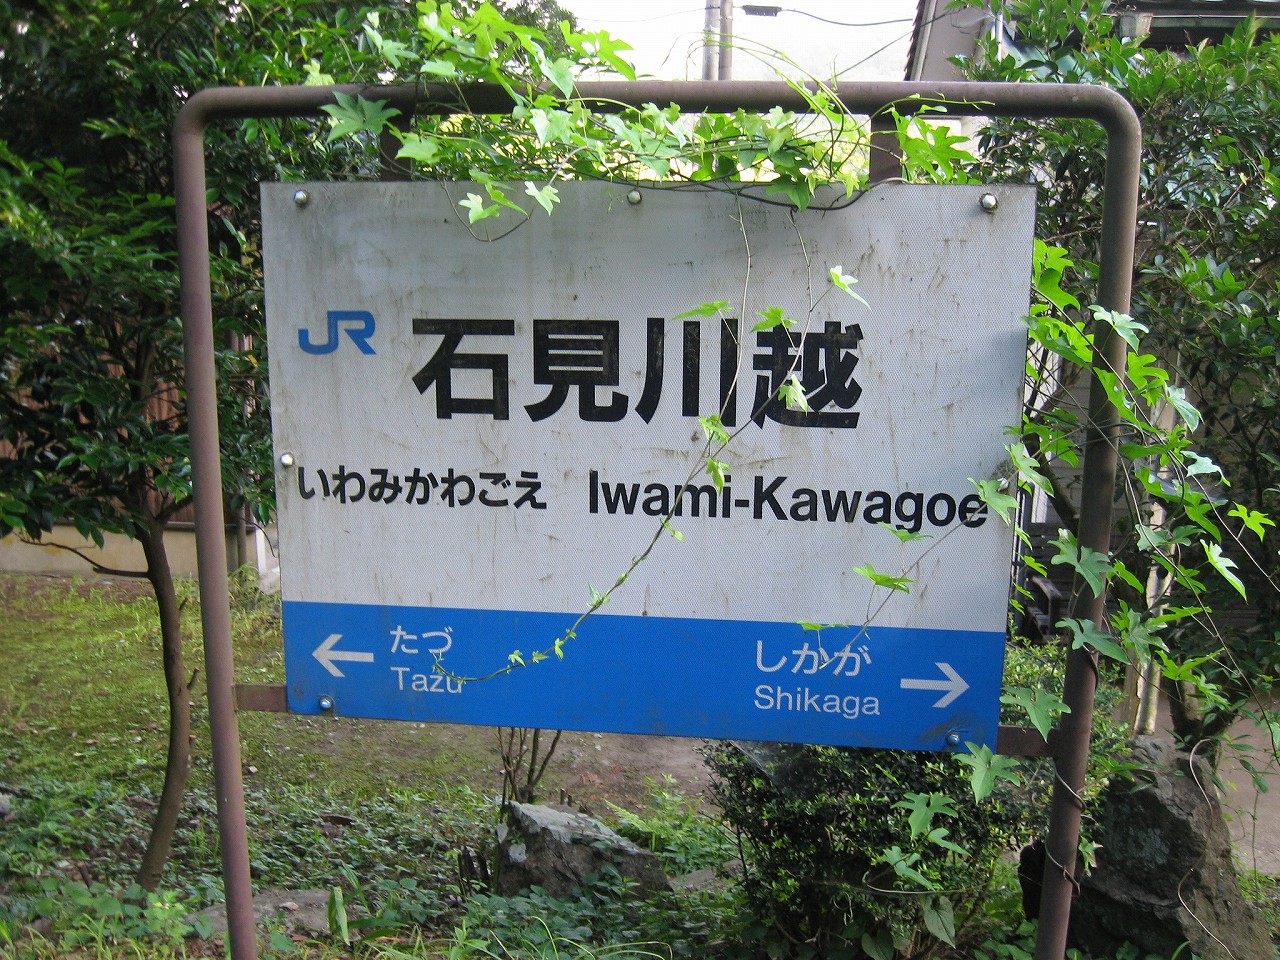 JR 石見川越
いわみかわごえ Iwami-Kawagoe
← たづ
Tazu
しかが →
Shikaga